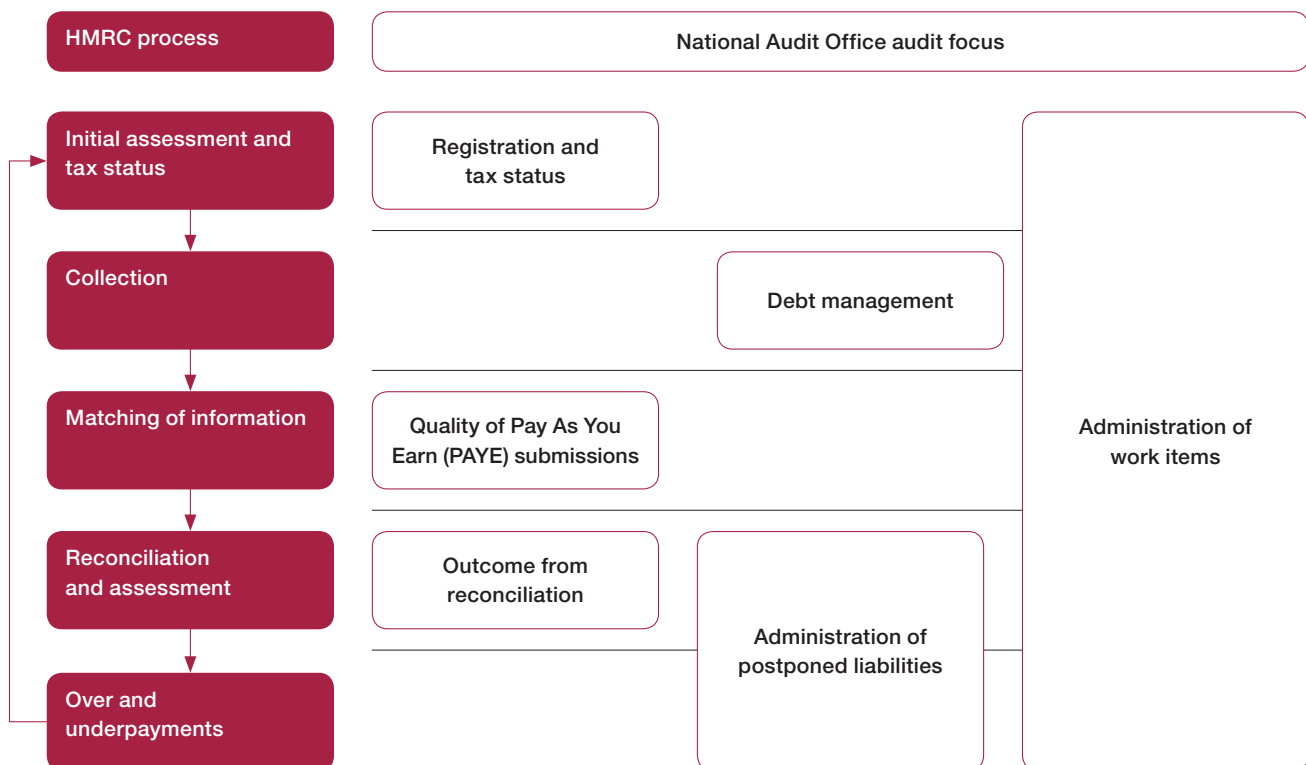 HMRC process
National Audit Office audit focus
Initial assessment and
tax status
Registration and
tax status
Collection
Debt management
Matching of information
Quality of Pay As You
Earn (PAYE) submissions
Administration of
work items
Reconciliation
and assessment
Outcome from
reconciliation
Administration of
postponed liabilities
Over and
underpayments